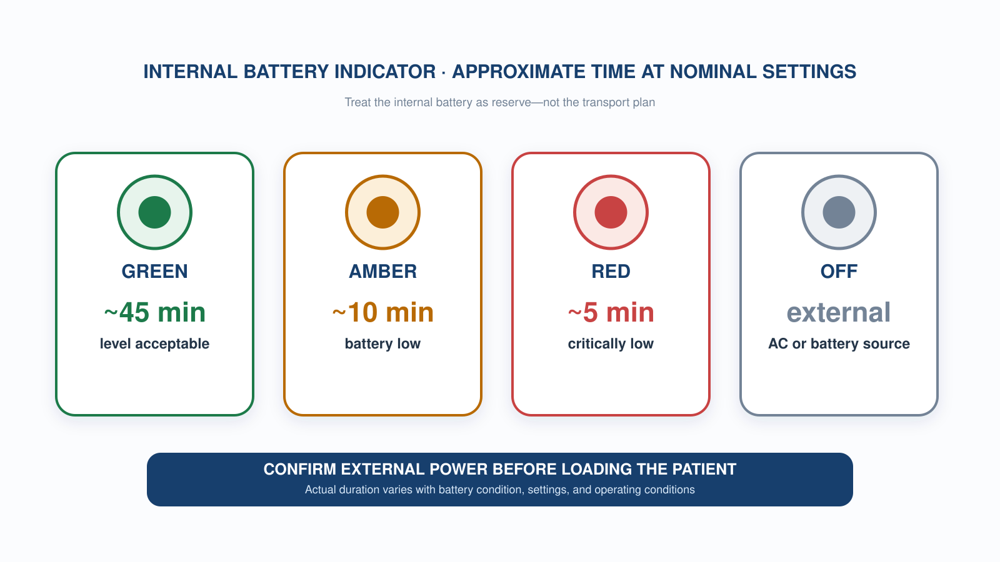 INTERNAL BATTERY INDICATOR · APPROXIMATE TIME AT NOMINAL SETTINGS
Treat the internal battery as reserve—not the transport plan
GREEN
~45 min
level acceptable
AMBER
~10 min
battery low
RED
~5 min
critically low
OFF
external
AC or battery source
CONFIRM EXTERNAL POWER BEFORE LOADING THE PATIENT
Actual duration varies with battery condition, settings, and operating conditions